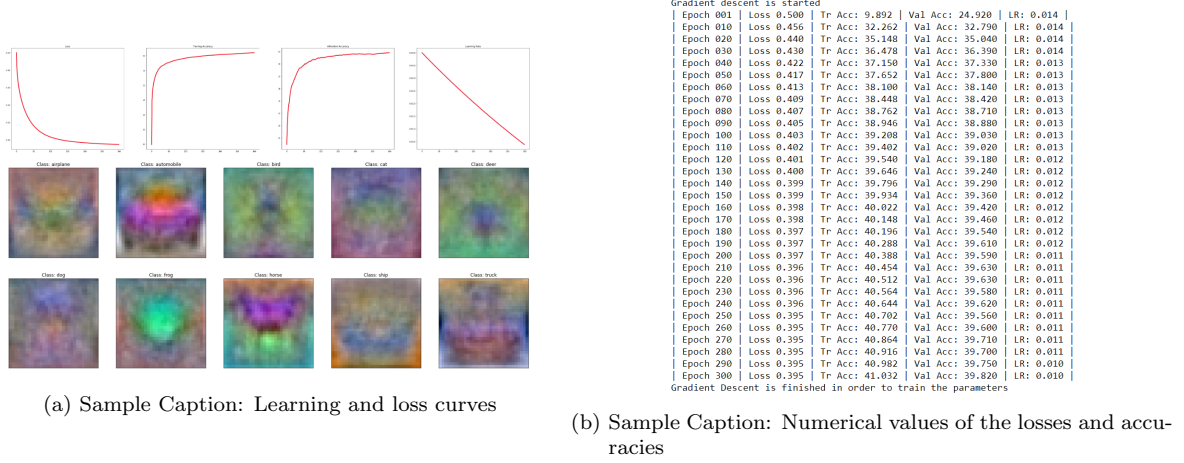 Loss
Training Accuracy
Validation Accuracy
Learning Rate
Class: airplane
Class: automobile
Class: bird
Class: cat
Class: deer
Class: dog
Class: frog
Class: horse
Class: ship
Class: truck
(a) Sample Caption: Learning and loss curves
Gradient descent is started
| Epoch 001 | Loss 0.500 | Tr Acc: 9.892 | Val Acc: 24.920 | LR: 0.014 |
| Epoch 010 | Loss 0.456 | Tr Acc: 32.262 | Val Acc: 32.790 | LR: 0.014 |
| Epoch 020 | Loss 0.440 | Tr Acc: 35.148 | Val Acc: 35.040 | LR: 0.014 |
| Epoch 030 | Loss 0.430 | Tr Acc: 36.478 | Val Acc: 36.390 | LR: 0.014 |
| Epoch 040 | Loss 0.422 | Tr Acc: 37.150 | Val Acc: 37.330 | LR: 0.013 |
| Epoch 050 | Loss 0.417 | Tr Acc: 37.652 | Val Acc: 37.800 | LR: 0.013 |
| Epoch 060 | Loss 0.413 | Tr Acc: 38.100 | Val Acc: 38.140 | LR: 0.013 |
| Epoch 070 | Loss 0.409 | Tr Acc: 38.448 | Val Acc: 38.420 | LR: 0.013 |
| Epoch 080 | Loss 0.407 | Tr Acc: 38.762 | Val Acc: 38.710 | LR: 0.013 |
| Epoch 090 | Loss 0.405 | Tr Acc: 38.946 | Val Acc: 38.880 | LR: 0.013 |
| Epoch 100 | Loss 0.403 | Tr Acc: 39.208 | Val Acc: 39.030 | LR: 0.013 |
| Epoch 110 | Loss 0.402 | Tr Acc: 39.402 | Val Acc: 39.020 | LR: 0.013 |
| Epoch 120 | Loss 0.401 | Tr Acc: 39.540 | Val Acc: 39.180 | LR: 0.012 |
| Epoch 130 | Loss 0.400 | Tr Acc: 39.646 | Val Acc: 39.240 | LR: 0.012 |
| Epoch 140 | Loss 0.399 | Tr Acc: 39.796 | Val Acc: 39.290 | LR: 0.012 |
| Epoch 150 | Loss 0.399 | Tr Acc: 39.934 | Val Acc: 39.360 | LR: 0.012 |
| Epoch 160 | Loss 0.398 | Tr Acc: 40.022 | Val Acc: 39.420 | LR: 0.012 |
| Epoch 170 | Loss 0.398 | Tr Acc: 40.148 | Val Acc: 39.460 | LR: 0.012 |
| Epoch 180 | Loss 0.397 | Tr Acc: 40.196 | Val Acc: 39.540 | LR: 0.012 |
| Epoch 190 | Loss 0.397 | Tr Acc: 40.288 | Val Acc: 39.610 | LR: 0.012 |
| Epoch 200 | Loss 0.397 | Tr Acc: 40.388 | Val Acc: 39.590 | LR: 0.011 |
| Epoch 210 | Loss 0.396 | Tr Acc: 40.454 | Val Acc: 39.630 | LR: 0.011 |
| Epoch 220 | Loss 0.396 | Tr Acc: 40.512 | Val Acc: 39.630 | LR: 0.011 |
| Epoch 230 | Loss 0.396 | Tr Acc: 40.564 | Val Acc: 39.580 | LR: 0.011 |
| Epoch 240 | Loss 0.396 | Tr Acc: 40.644 | Val Acc: 39.620 | LR: 0.011 |
| Epoch 250 | Loss 0.395 | Tr Acc: 40.702 | Val Acc: 39.560 | LR: 0.011 |
| Epoch 260 | Loss 0.395 | Tr Acc: 40.770 | Val Acc: 39.600 | LR: 0.011 |
| Epoch 270 | Loss 0.395 | Tr Acc: 40.864 | Val Acc: 39.710 | LR: 0.011 |
| Epoch 280 | Loss 0.395 | Tr Acc: 40.916 | Val Acc: 39.700 | LR: 0.011 |
| Epoch 290 | Loss 0.395 | Tr Acc: 40.982 | Val Acc: 39.750 | LR: 0.010 |
| Epoch 300 | Loss 0.395 | Tr Acc: 41.032 | Val Acc: 39.820 | LR: 0.010 |
Gradient Descent is finished in order to train the parameters
(b) Sample Caption: Numerical values of the losses and accu-
racies